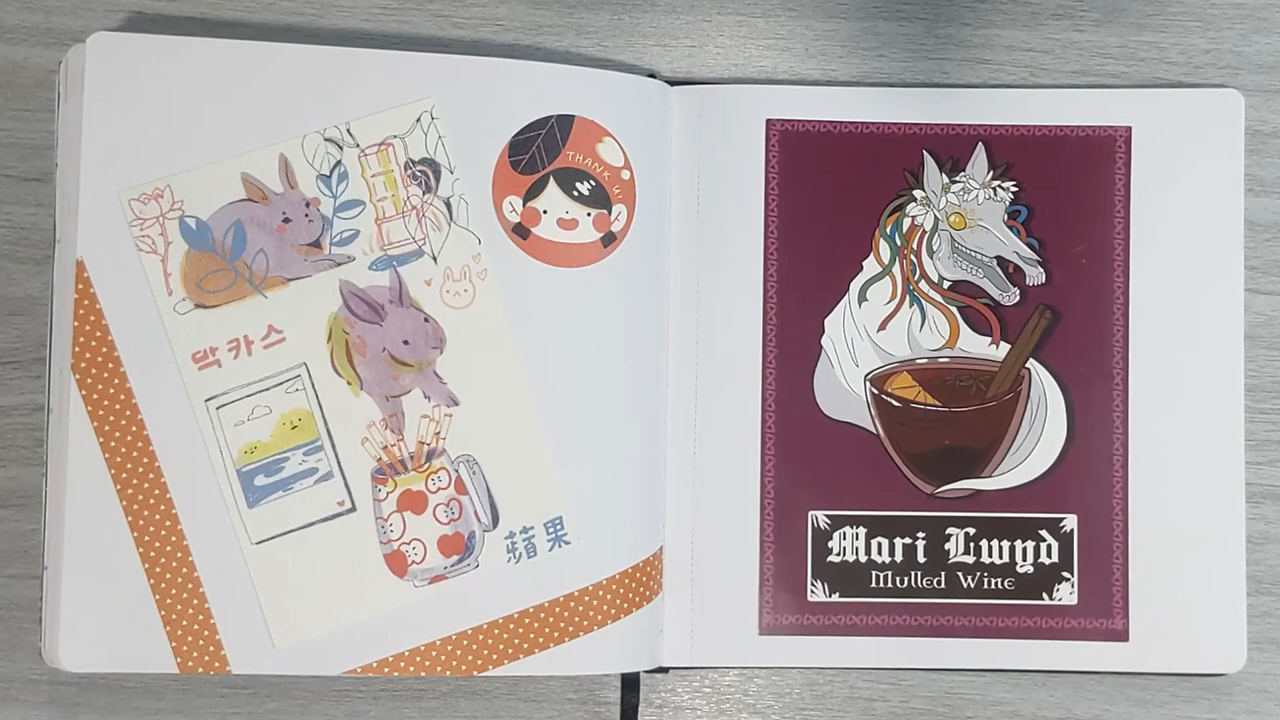 THANK U!
박카스
蘋果
Mari Lwyd
Mulled Wine